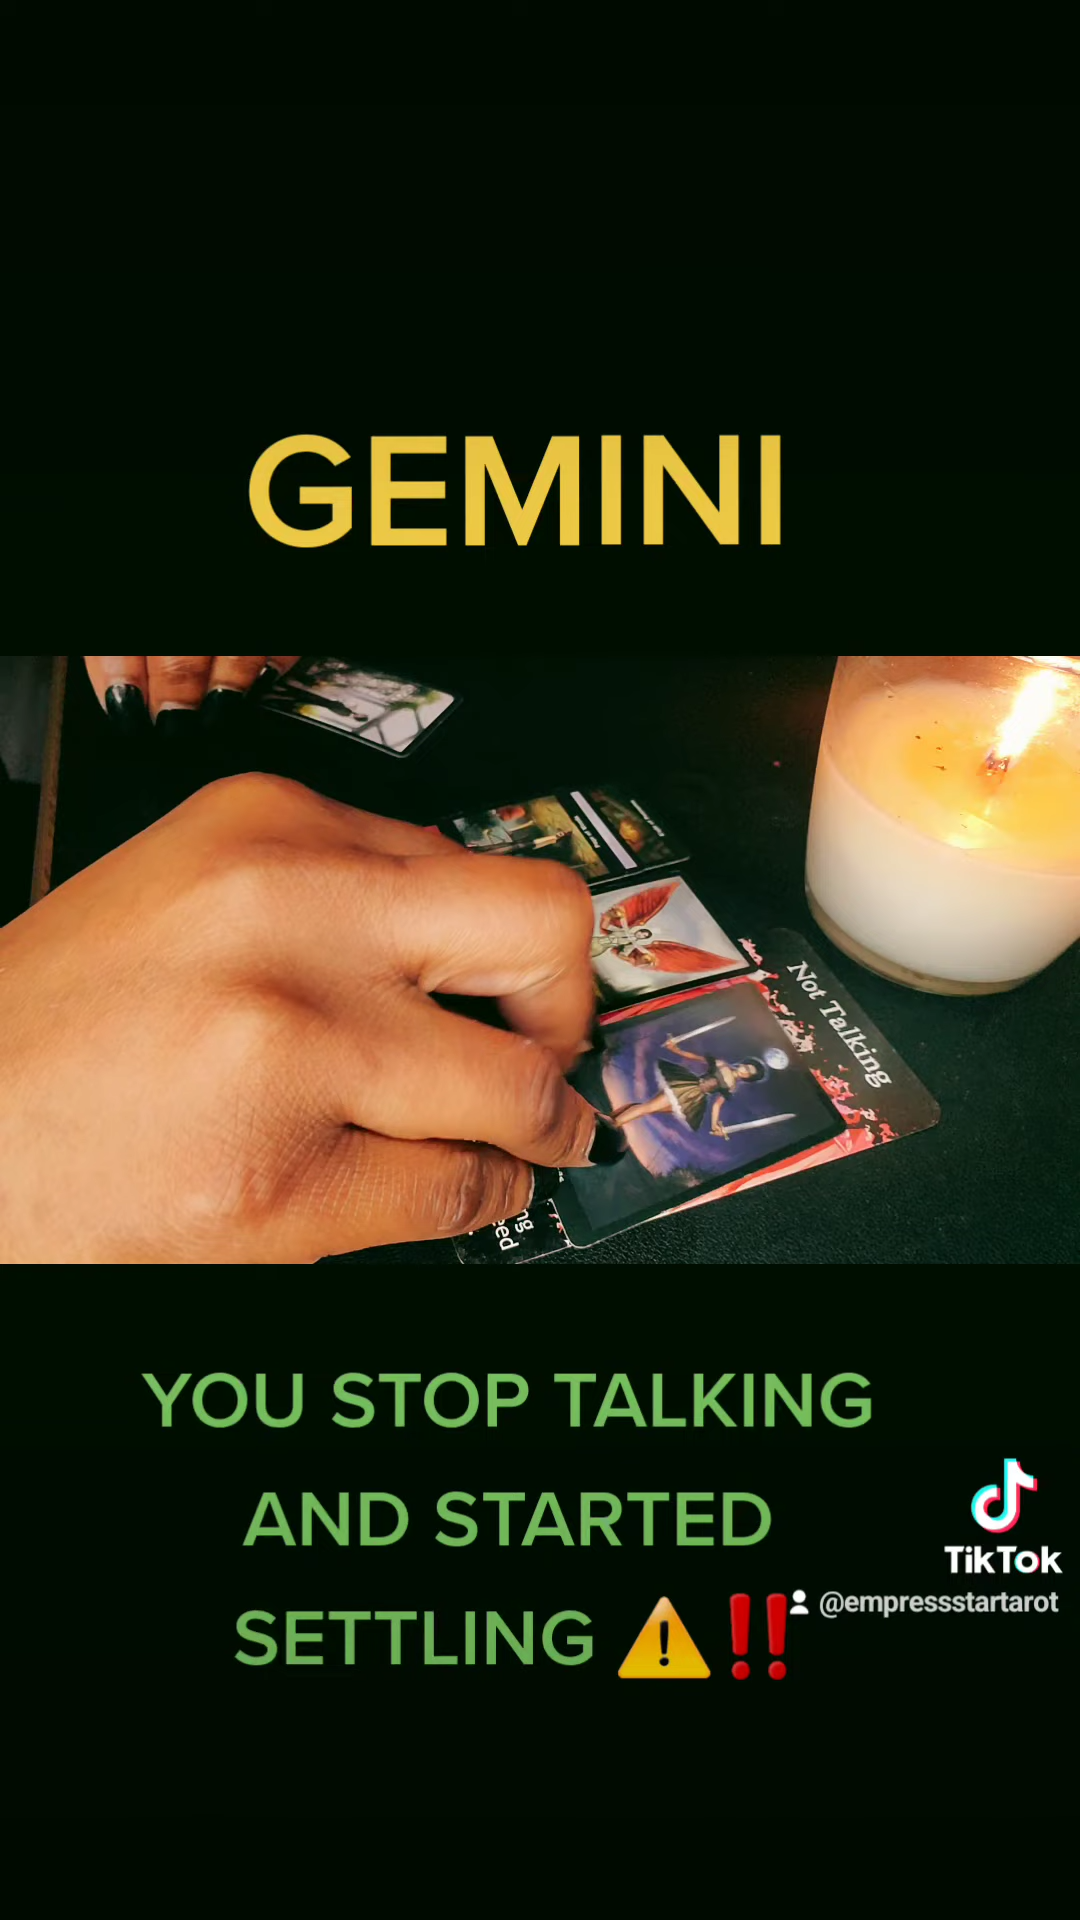 GEMINI
Not Talking
YOU STOP TALKING
AND STARTED
SETTLING ⚠️‼️
TikTok
@empressstartarot